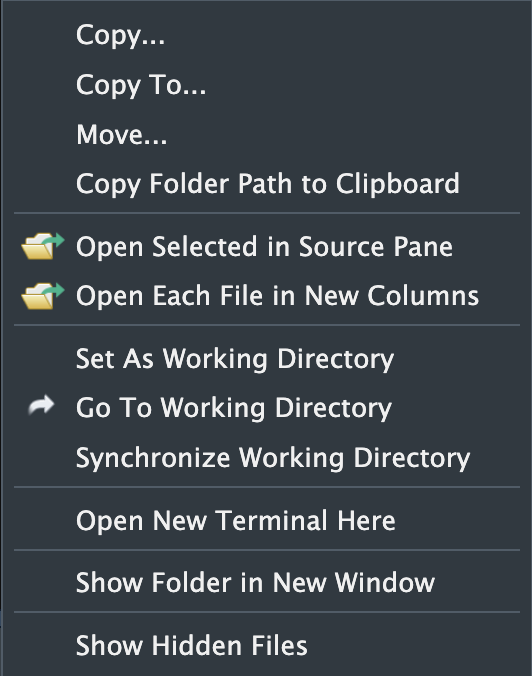 Copy...
Copy To...
Move...
Copy Folder Path to Clipboard
Open Selected in Source Pane
Open Each File in New Columns
Set As Working Directory
Go To Working Directory
Synchronize Working Directory
Open New Terminal Here
Show Folder in New Window
Show Hidden Files